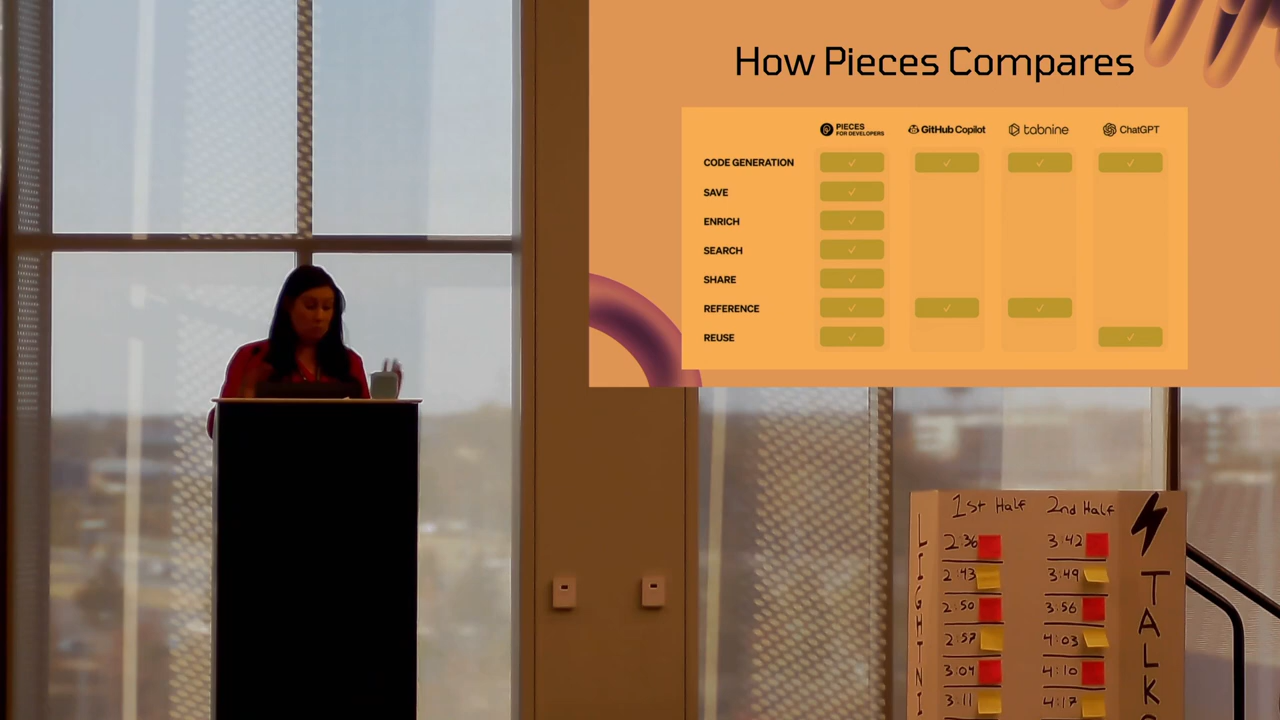 How Pieces Compares
PIECES FOR DEVELOPERS GitHub Copilot tabnine ChatGPT
CODE GENERATION ✓ ✓ ✓ ✓
SAVE ✓
ENRICH ✓
SEARCH ✓
SHARE ✓
REFERENCE ✓ ✓ ✓
REUSE ✓ ✓
1st Half 2nd Half
2:36 3:42
2:43 3:49
2:50 3:56
2:57 4:03
3:04 4:10
3:11 4:17
LIGHTNI
TALKS